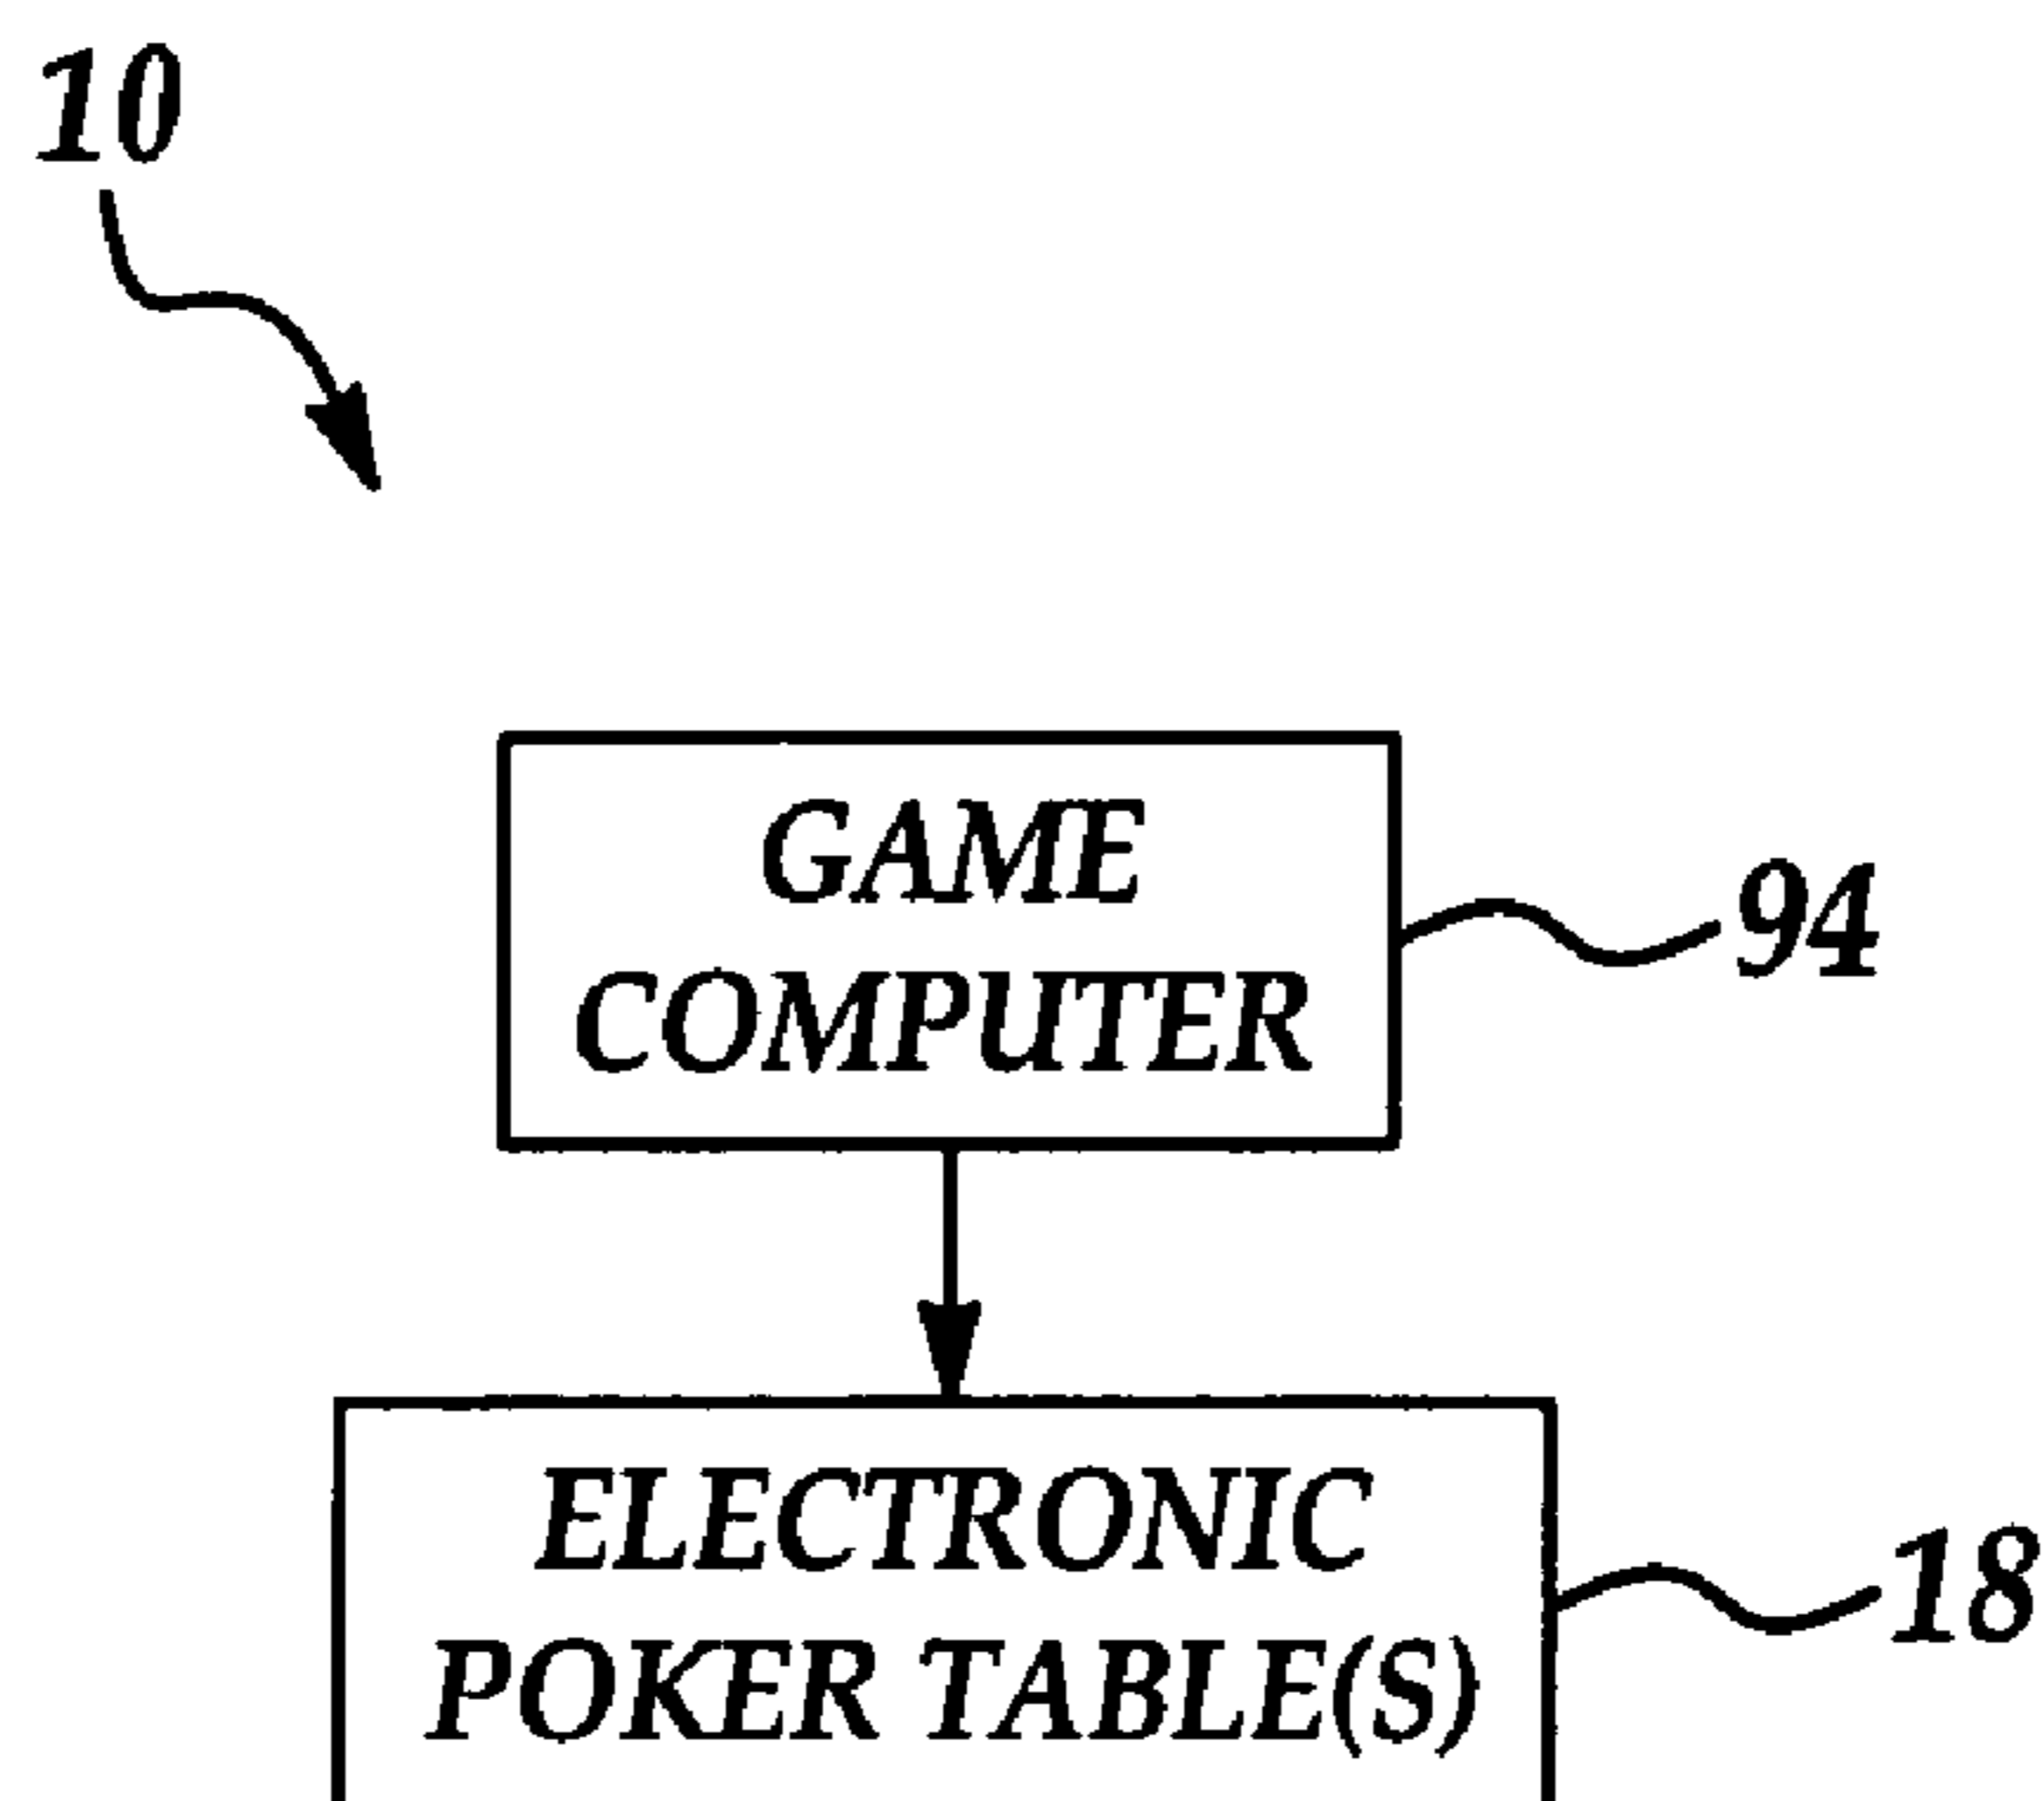 10
GAME
COMPUTER
94
ELECTRONIC
POKER TABLE(S)
18